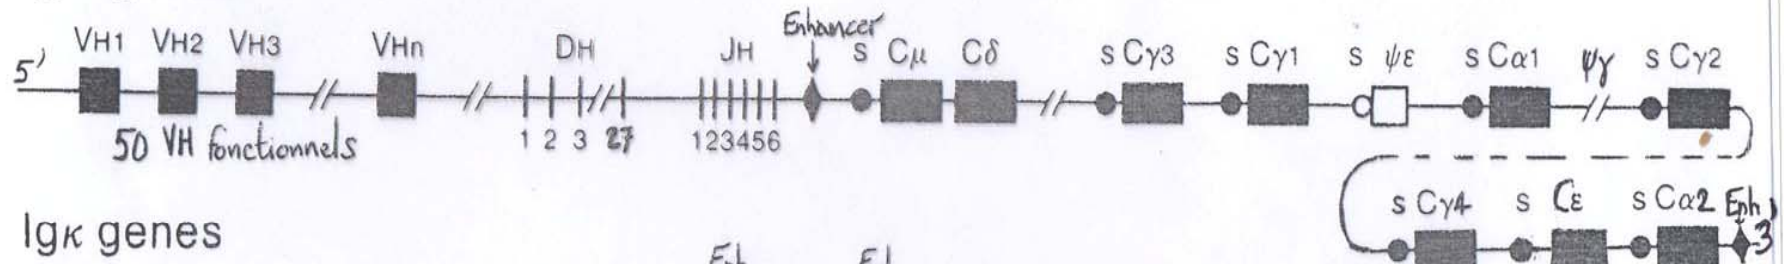 Enhancer
VH1 VH2 VH3 VHn DH JH s Cμ Cδ s Cγ3 s Cγ1 s ψε s Cα1 ψγ s Cγ2
5'
50 VH fonctionnels
1 2 3 27
123456
s Cγ4 s Cε s Cα2 Enh
3'
Igκ genes